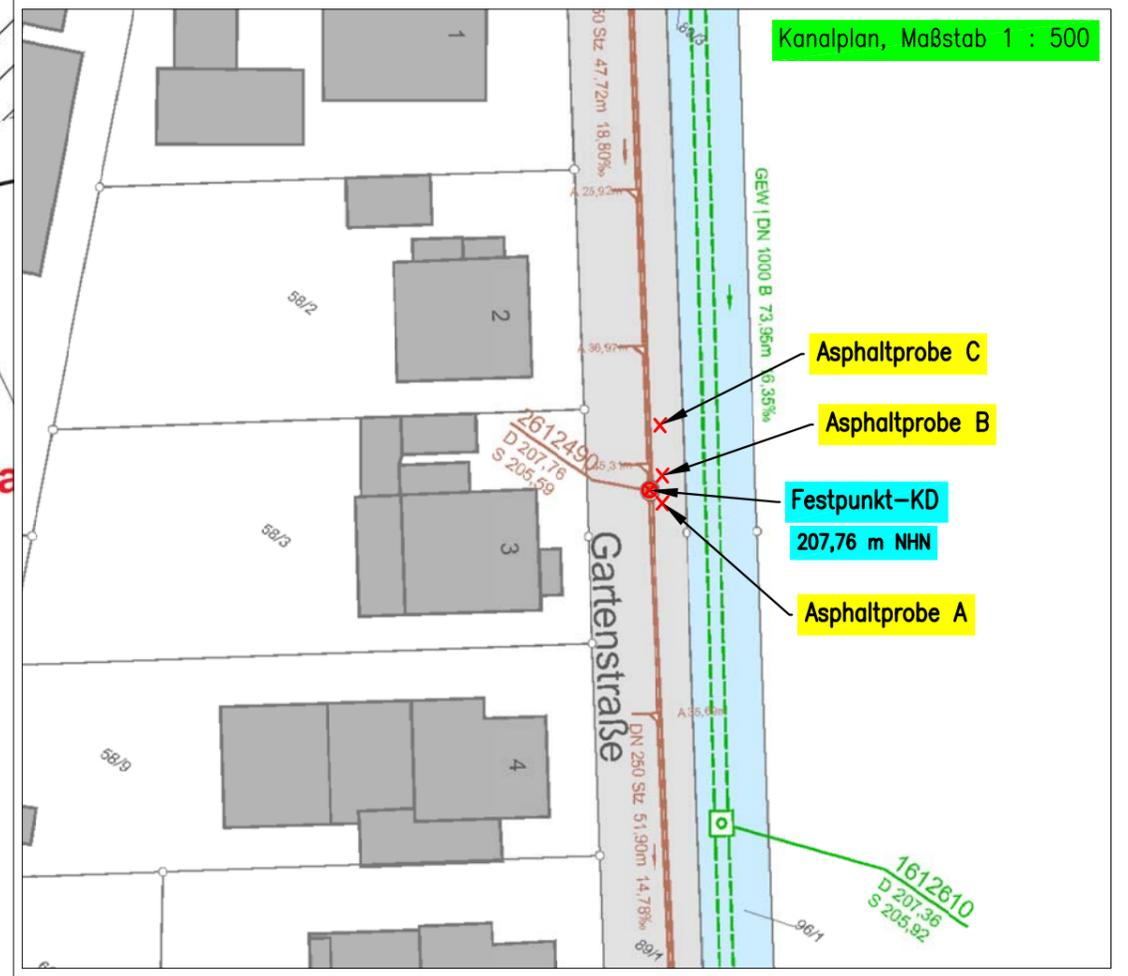 Kanalplan, Maßstab 1 : 500
1
Stz 47,72m 18,80‰
A 25,92m
GEW | DN 1000 B 73,95m 6,35‰
58/2
2
A 36,97m
Asphaltprobe C
Asphaltprobe B
2612490
D 207,76
S 205,59
5,31m
Festpunkt-KD
207,76 m NHN
58/3
3
Gartenstraße
Asphaltprobe A
58/9
4
DN 250 Stz 51,90m 14,78‰
1612610
D 207,36
S 205,92
96/1
89/1
a